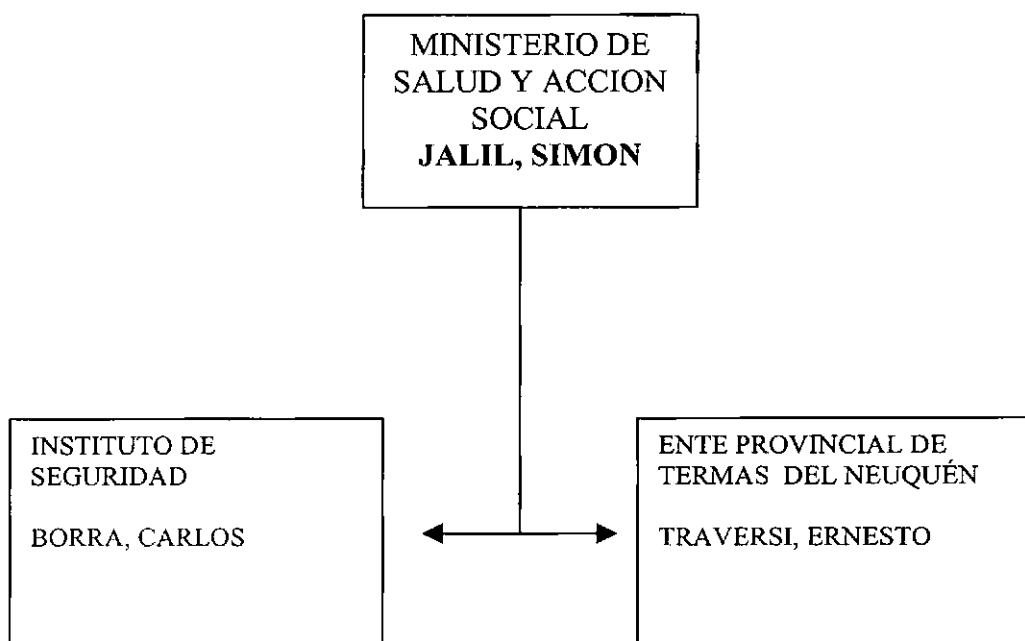 MINISTERIO DE
SALUD Y ACCION
SOCIAL
JALIL, SIMON
INSTITUTO DE
SEGURIDAD
BORRA, CARLOS
ENTE PROVINCIAL DE
TERMAS DEL NEUQUÉN
TRAVERSI, ERNESTO